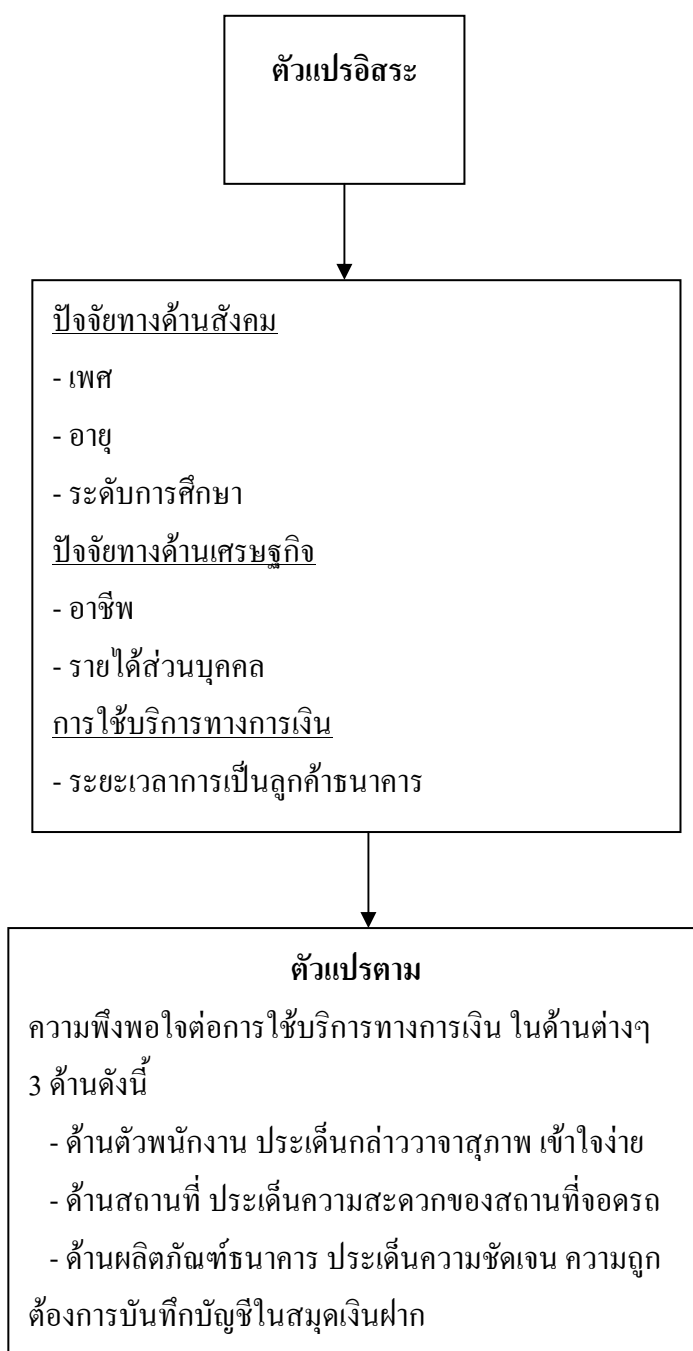 ตัวแปรอิสระ
ปัจจัยทางด้านสังคม
- เพศ
- อายุ
- ระดับการศึกษา
ปัจจัยทางด้านเศรษฐกิจ
- อาชีพ
- รายได้ส่วนบุคคล
การใช้บริการทางการเงิน
- ระยะเวลาการเป็นลูกค้าธนาคาร
ตัวแปรตาม
ความพึงพอใจต่อการใช้บริการทางการเงิน ในด้านต่างๆ
3 ด้านดังนี้
- ด้านตัวพนักงาน ประเด็นกล่าววาจาสุภาพ เข้าใจง่าย
- ด้านสถานที่ ประเด็นความสะดวกของสถานที่จอดรถ
- ด้านผลิตภัณฑ์ธนาคาร ประเด็นความชัดเจน ความถูก
ต้องการบันทึกบัญชีในสมุดเงินฝาก